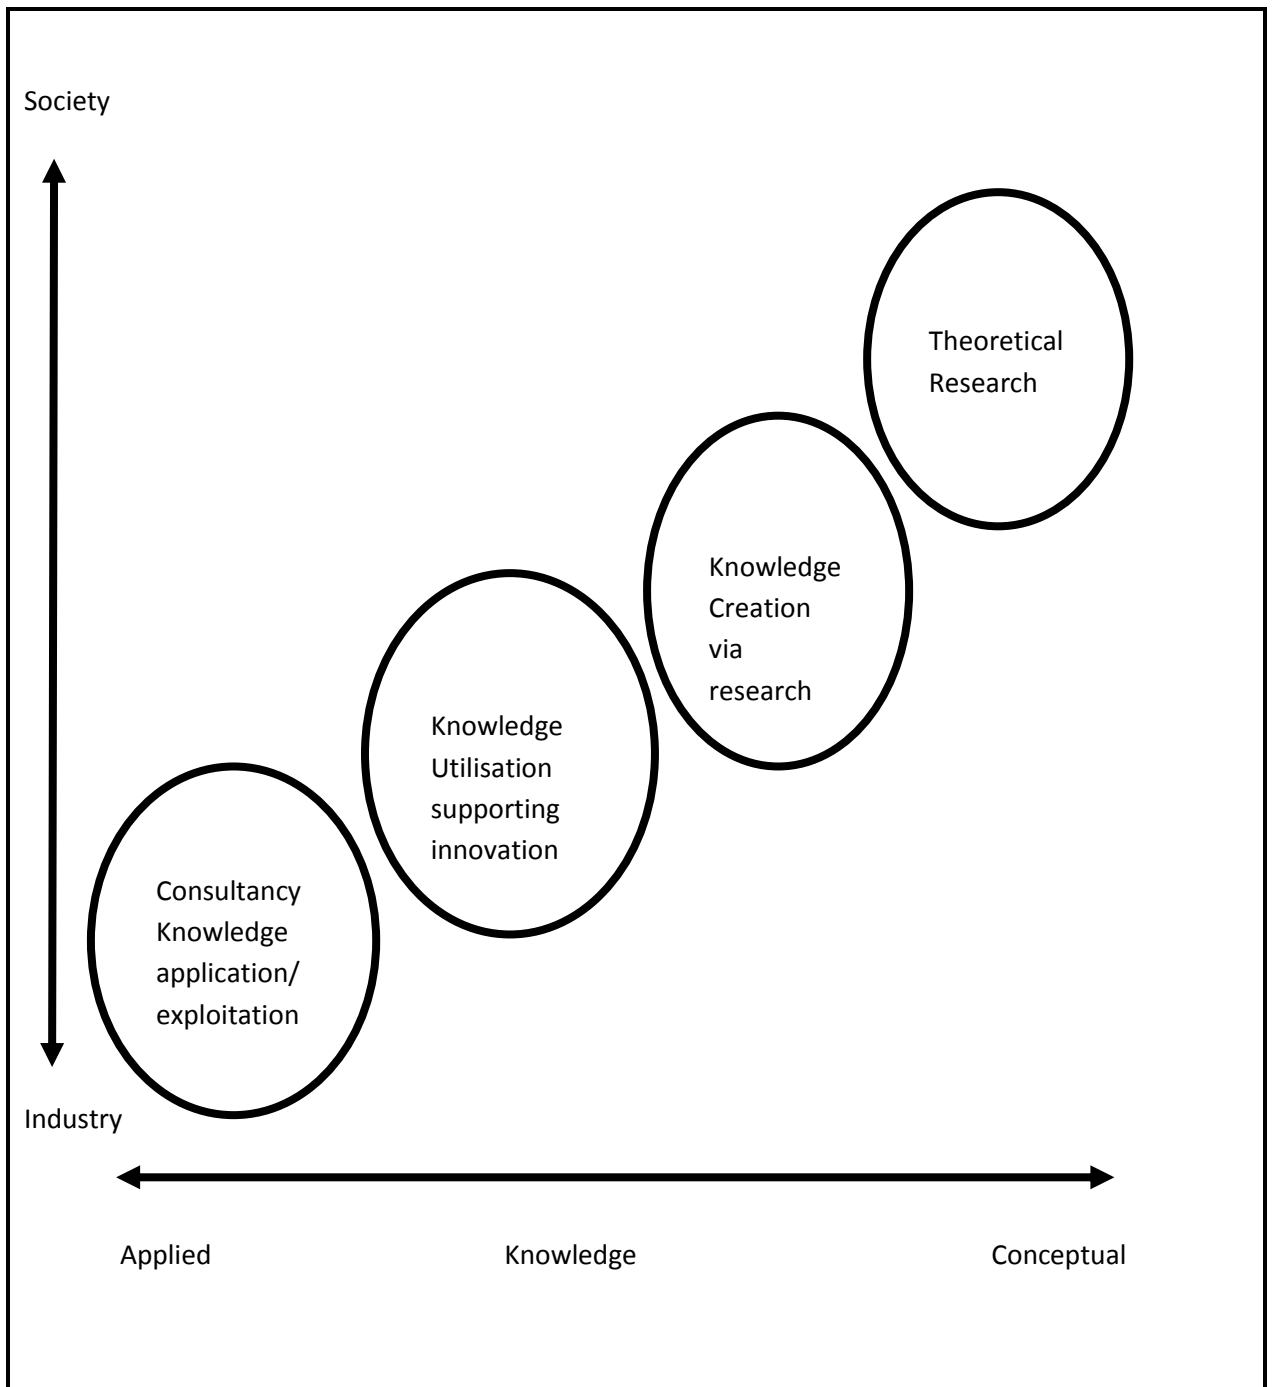 Society
Theoretical
Research
Knowledge
Creation
via
research
Knowledge
Utilisation
supporting
innovation
Consultancy
Knowledge
application/
exploitation
Industry
Applied Knowledge Conceptual